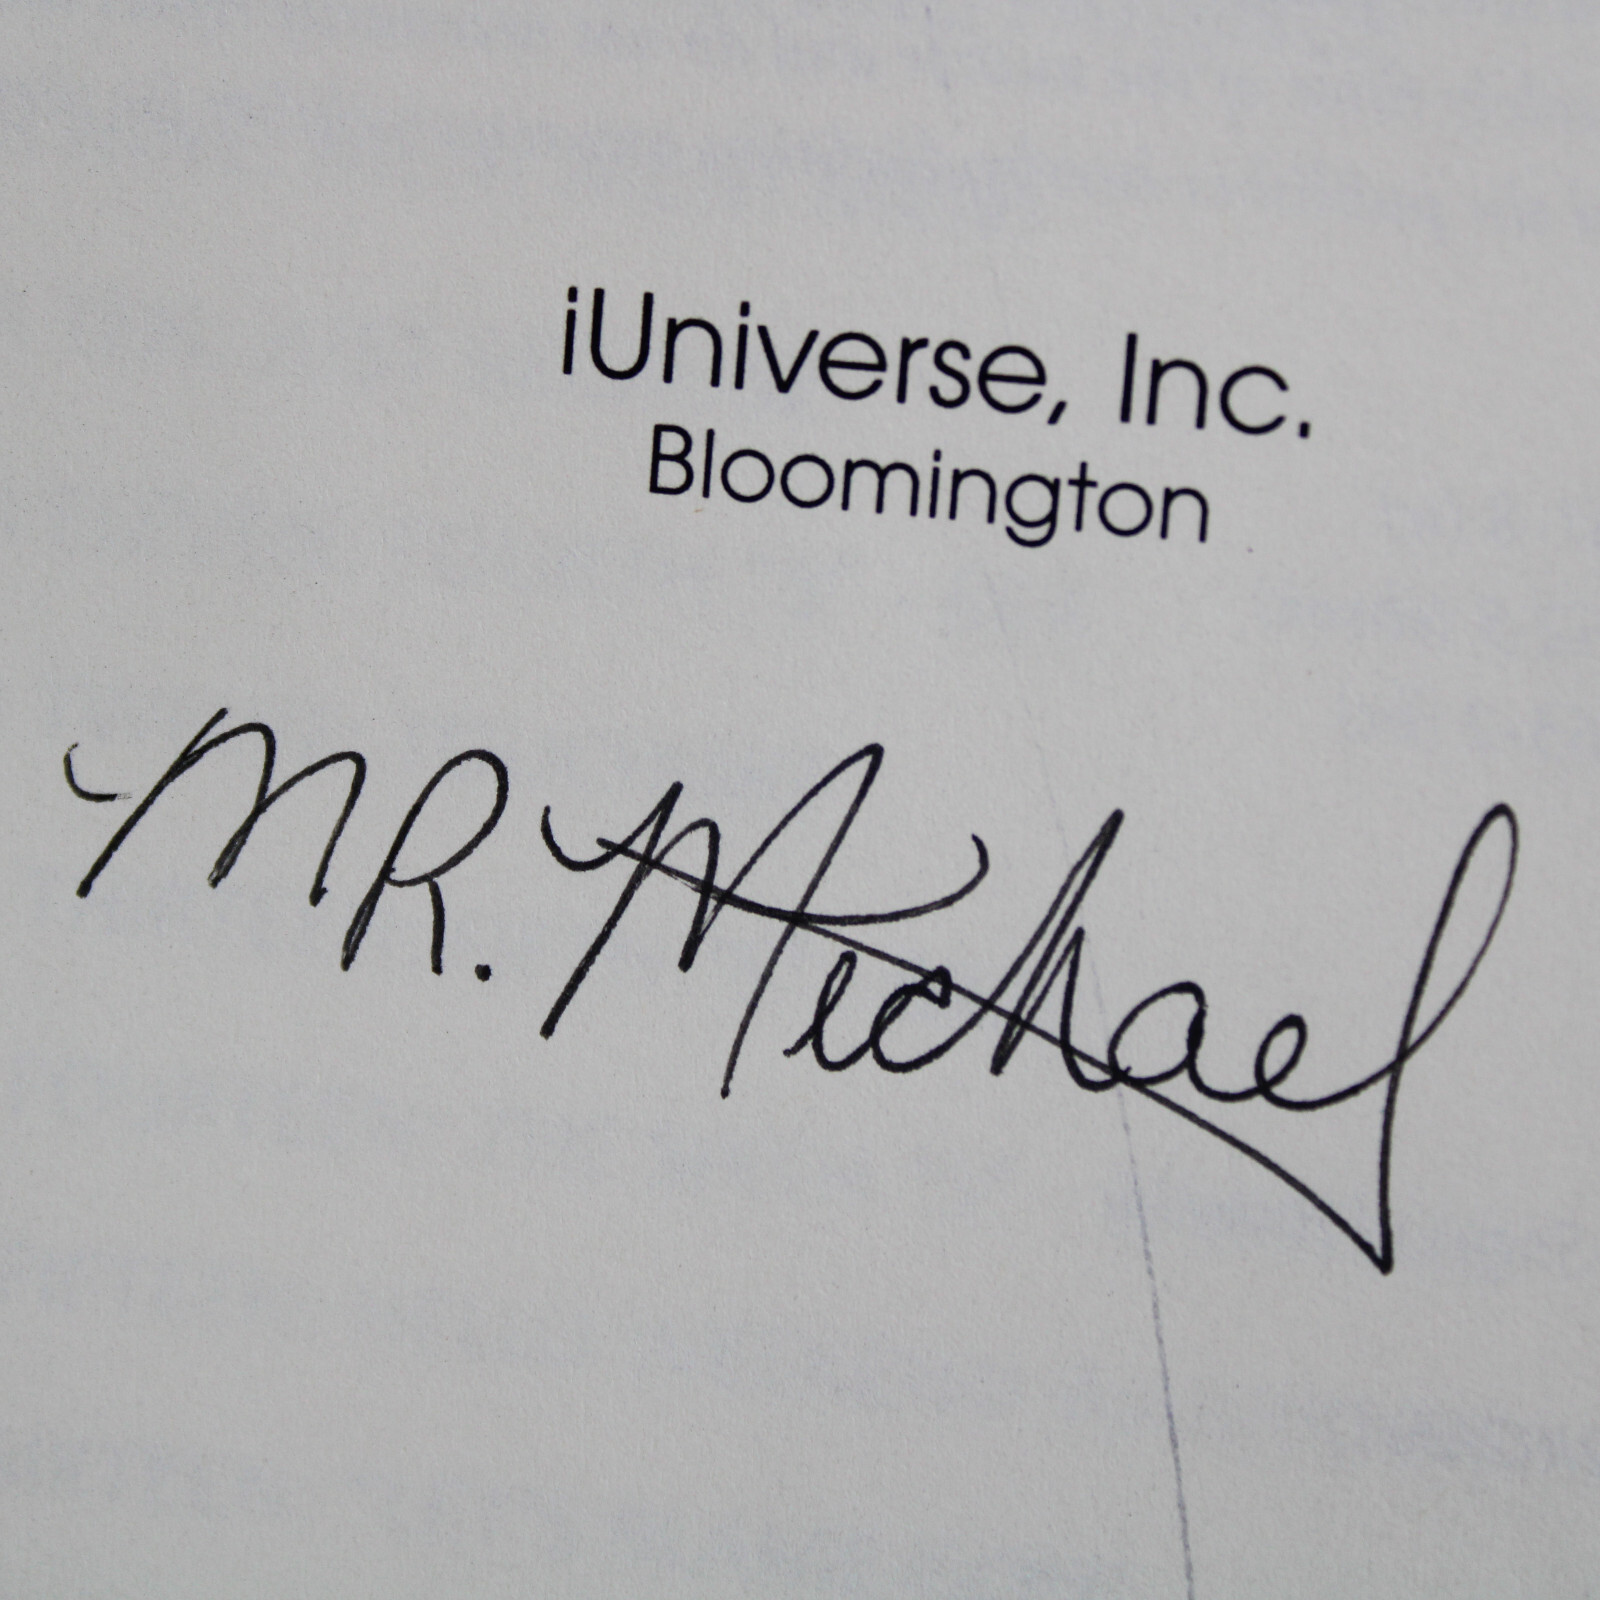 iUniverse, Inc.
Bloomington
MR. Michael